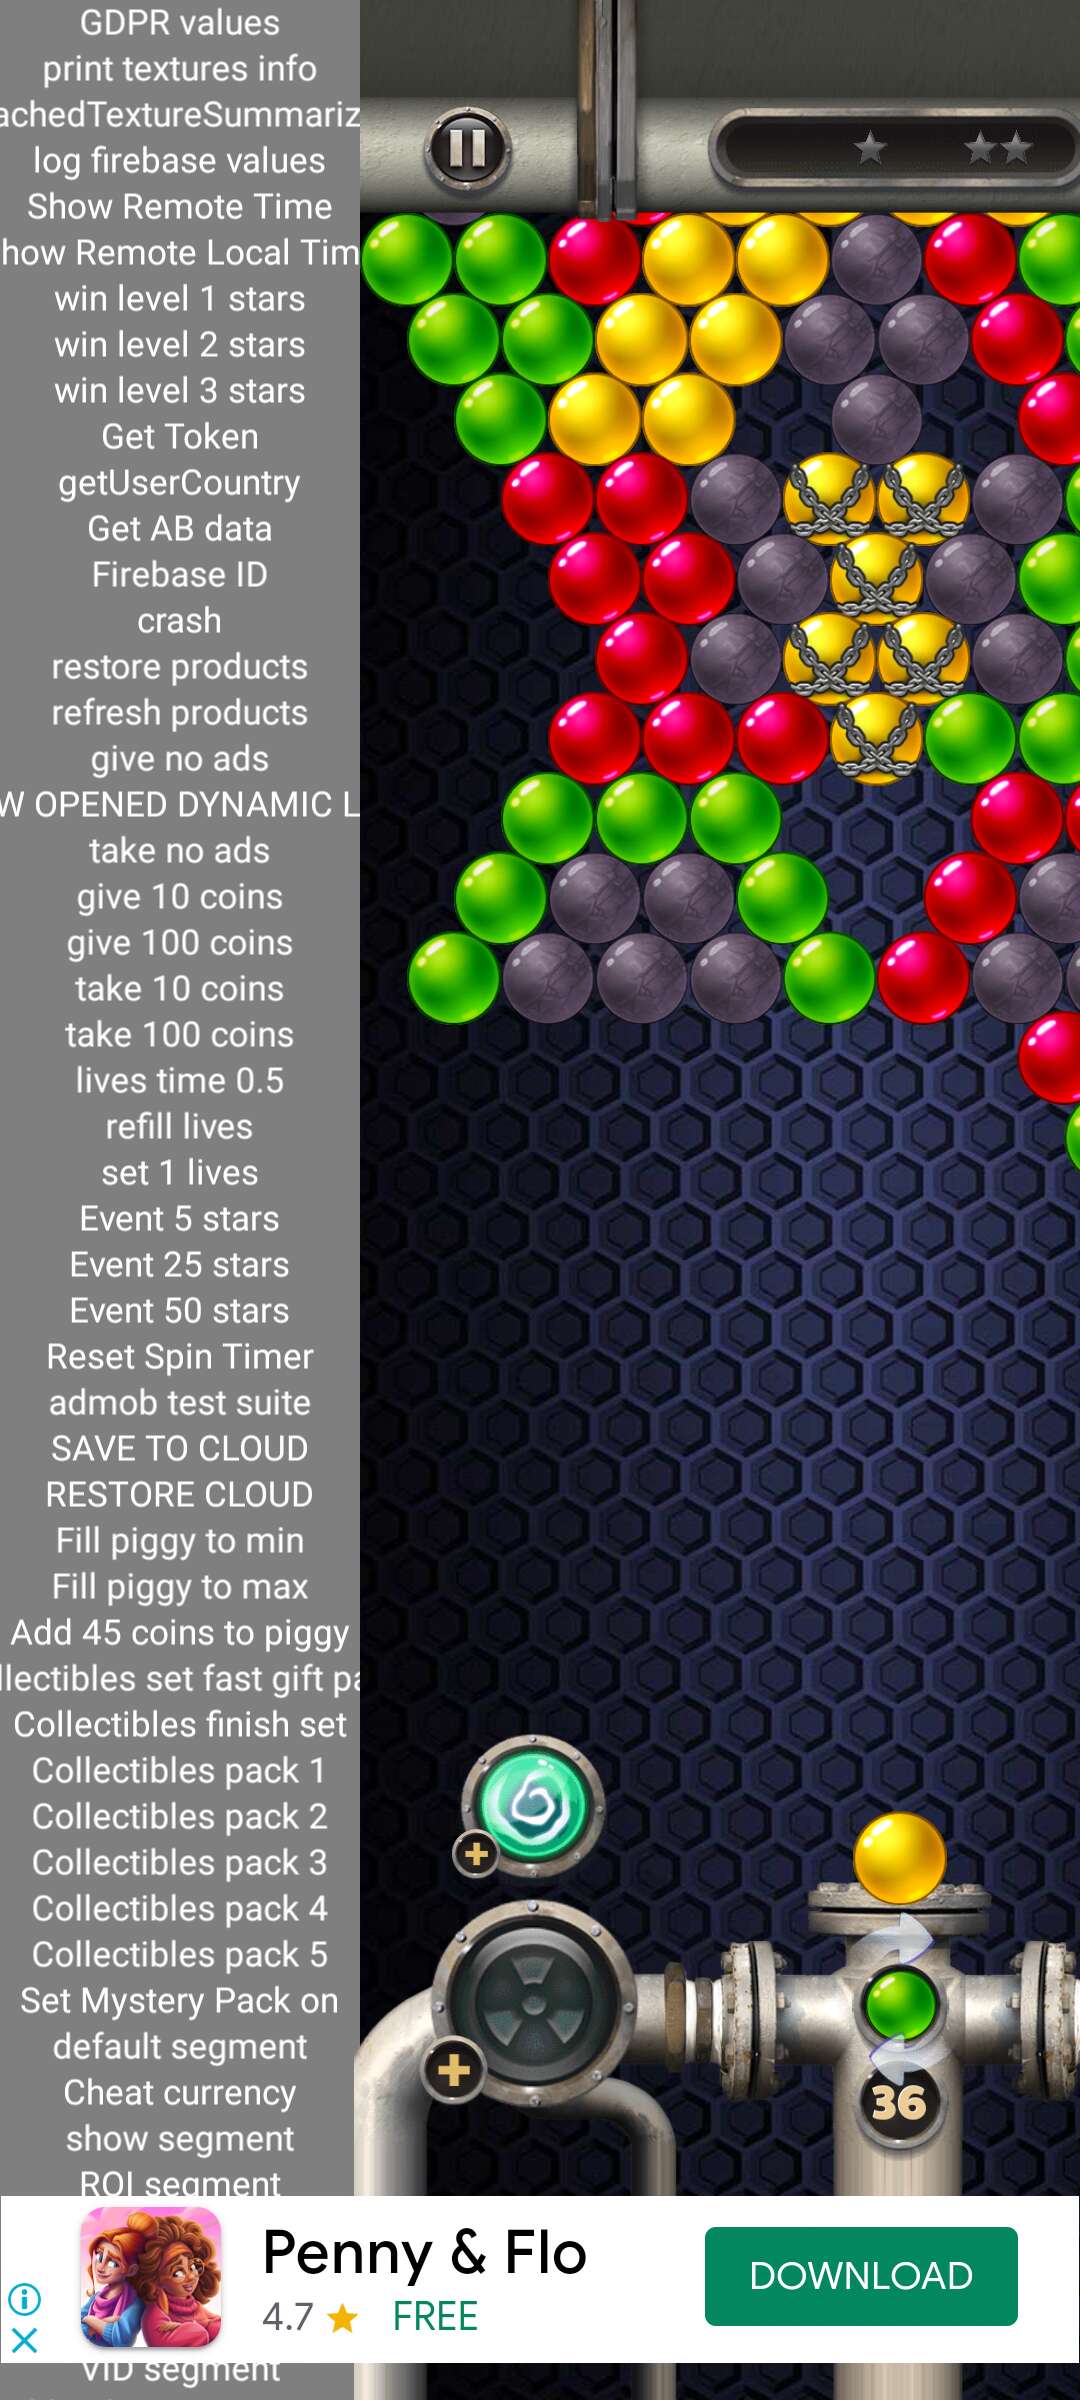 GDPR values
print textures info
achedTextureSummariz
log firebase values
Show Remote Time
how Remote Local Tim
win level 1 stars
win level 2 stars
win level 3 stars
Get Token
getUserCountry
Get AB data
Firebase ID
crash
restore products
refresh products
give no ads
W OPENED DYNAMIC L
take no ads
give 10 coins
give 100 coins
take 10 coins
take 100 coins
lives time 0.5
refill lives
set 1 lives
Event 5 stars
Event 25 stars
Event 50 stars
Reset Spin Timer
admob test suite
SAVE TO CLOUD
RESTORE CLOUD
Fill piggy to min
Fill piggy to max
Add 45 coins to piggy
llectibles set fast gift pa
Collectibles finish set
Collectibles pack 1
Collectibles pack 2
Collectibles pack 3
Collectibles pack 4
Collectibles pack 5
Set Mystery Pack on
default segment
Cheat currency
show segment
ROI segment
36
Penny & Flo
4.7 ★ FREE
DOWNLOAD
VID segment